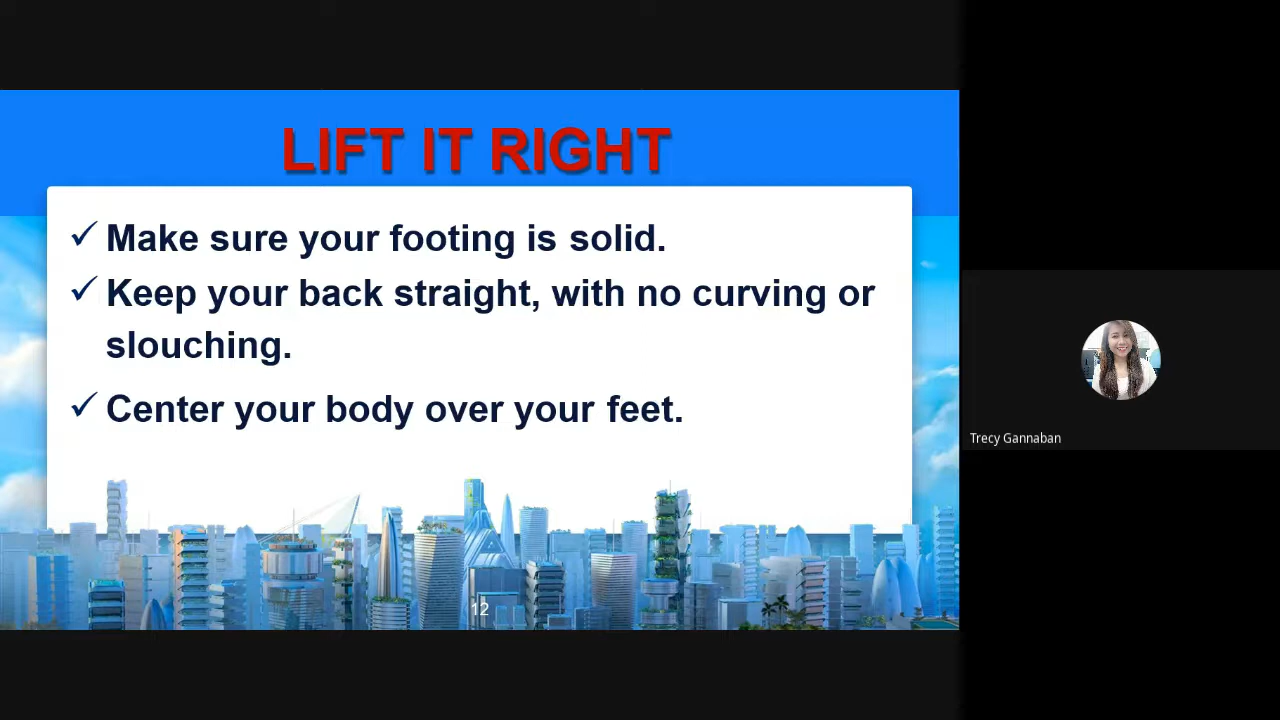 LIFT IT RIGHT
✓ Make sure your footing is solid.
✓ Keep your back straight, with no curving or
slouching.
✓ Center your body over your feet.
12
Trecy Gannaban